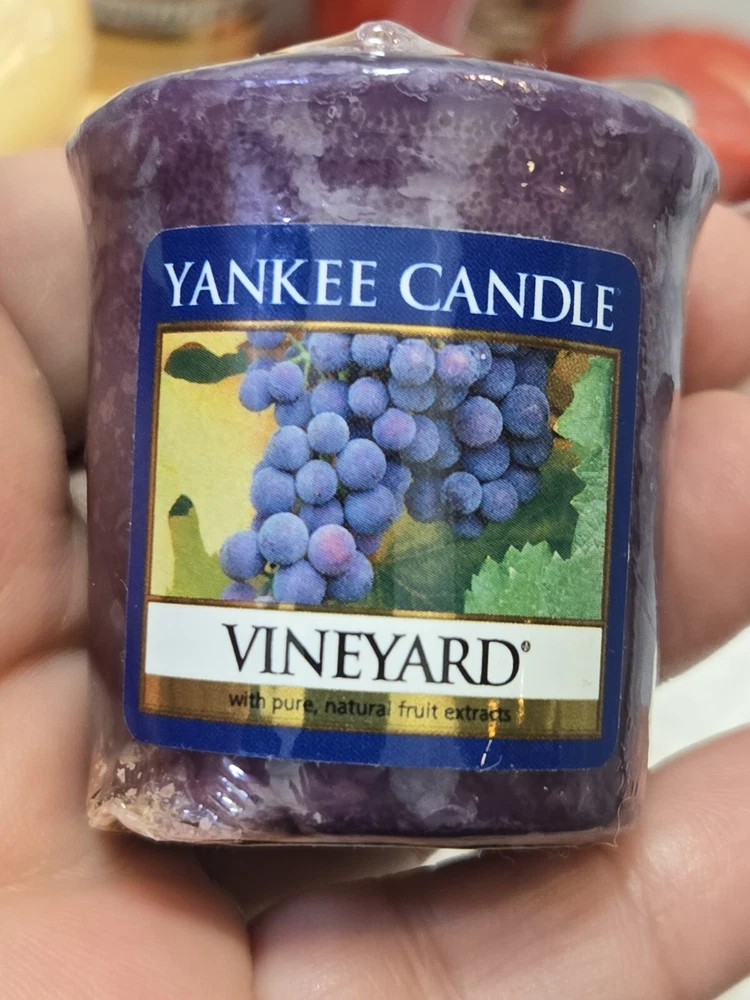 YANKEE CANDLE
VINEYARD®
with pure, natural fruit extracts